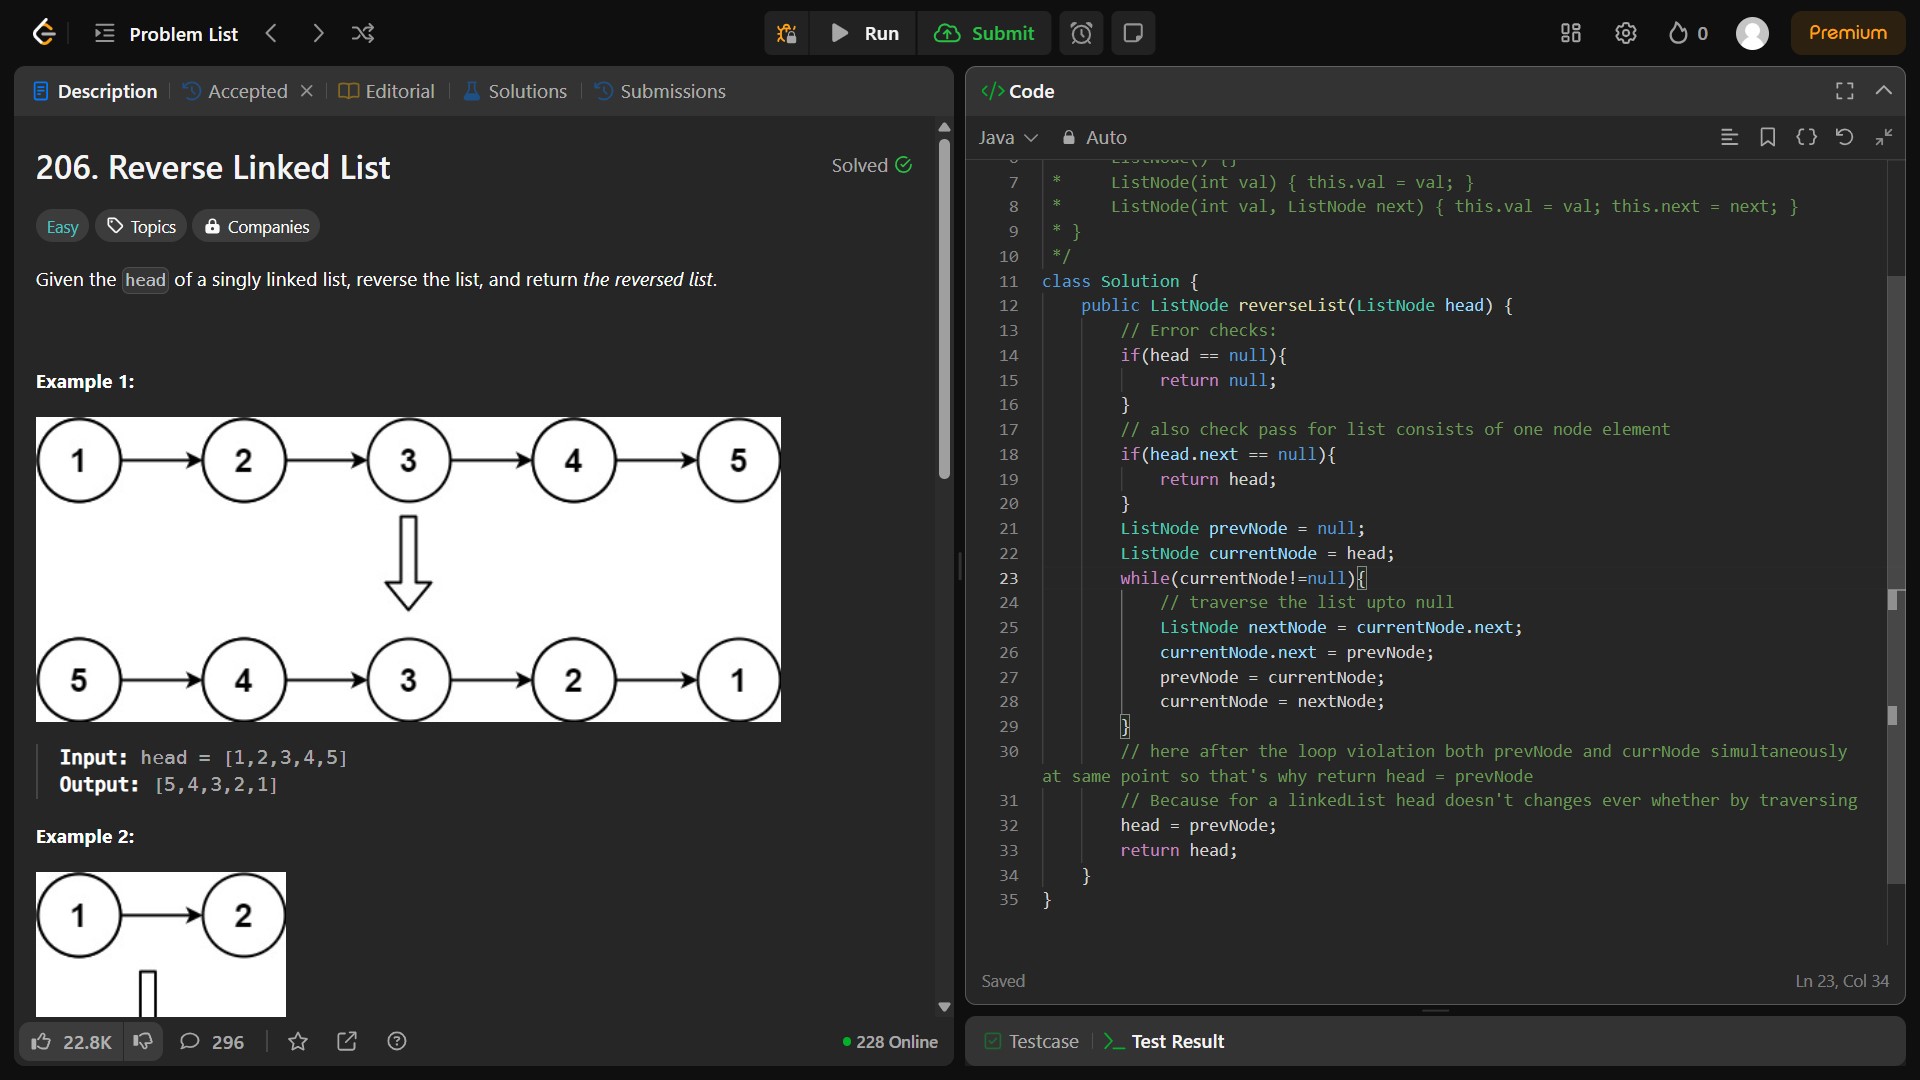 Problem List
Run
Submit
0
Premium
Description
Accepted
Editorial
Solutions
Submissions
206. Reverse Linked List
Solved
Easy
Topics
Companies
Given the head of a singly linked list, reverse the list, and return the reversed list.
Example 1:
1 2 3 4 5
5 4 3 2 1
Input: head = [1,2,3,4,5]
Output: [5,4,3,2,1]
Example 2:
1 2
22.8K
296
228 Online
</> Code
Java
Auto
6 * ListNode() {}
7 * ListNode(int val) { this.val = val; }
8 * ListNode(int val, ListNode next) { this.val = val; this.next = next; }
9 * }
10 */
11 class Solution {
12 public ListNode reverseList(ListNode head) {
13 // Error checks:
14 if(head == null){
15 return null;
16 }
17 // also check pass for list consists of one node element
18 if(head.next == null){
19 return head;
20 }
21 ListNode prevNode = null;
22 ListNode currentNode = head;
23 while(currentNode!=null){
24 // traverse the list upto null
25 ListNode nextNode = currentNode.next;
26 currentNode.next = prevNode;
27 prevNode = currentNode;
28 currentNode = nextNode;
29 }
30 // here after the loop violation both prevNode and currNode simultaneously
at same point so that's why return head = prevNode
31 // Because for a linkedList head doesn't changes ever whether by traversing
32 head = prevNode;
33 return head;
34 }
35 }
Saved
Ln 23, Col 34
Testcase
Test Result